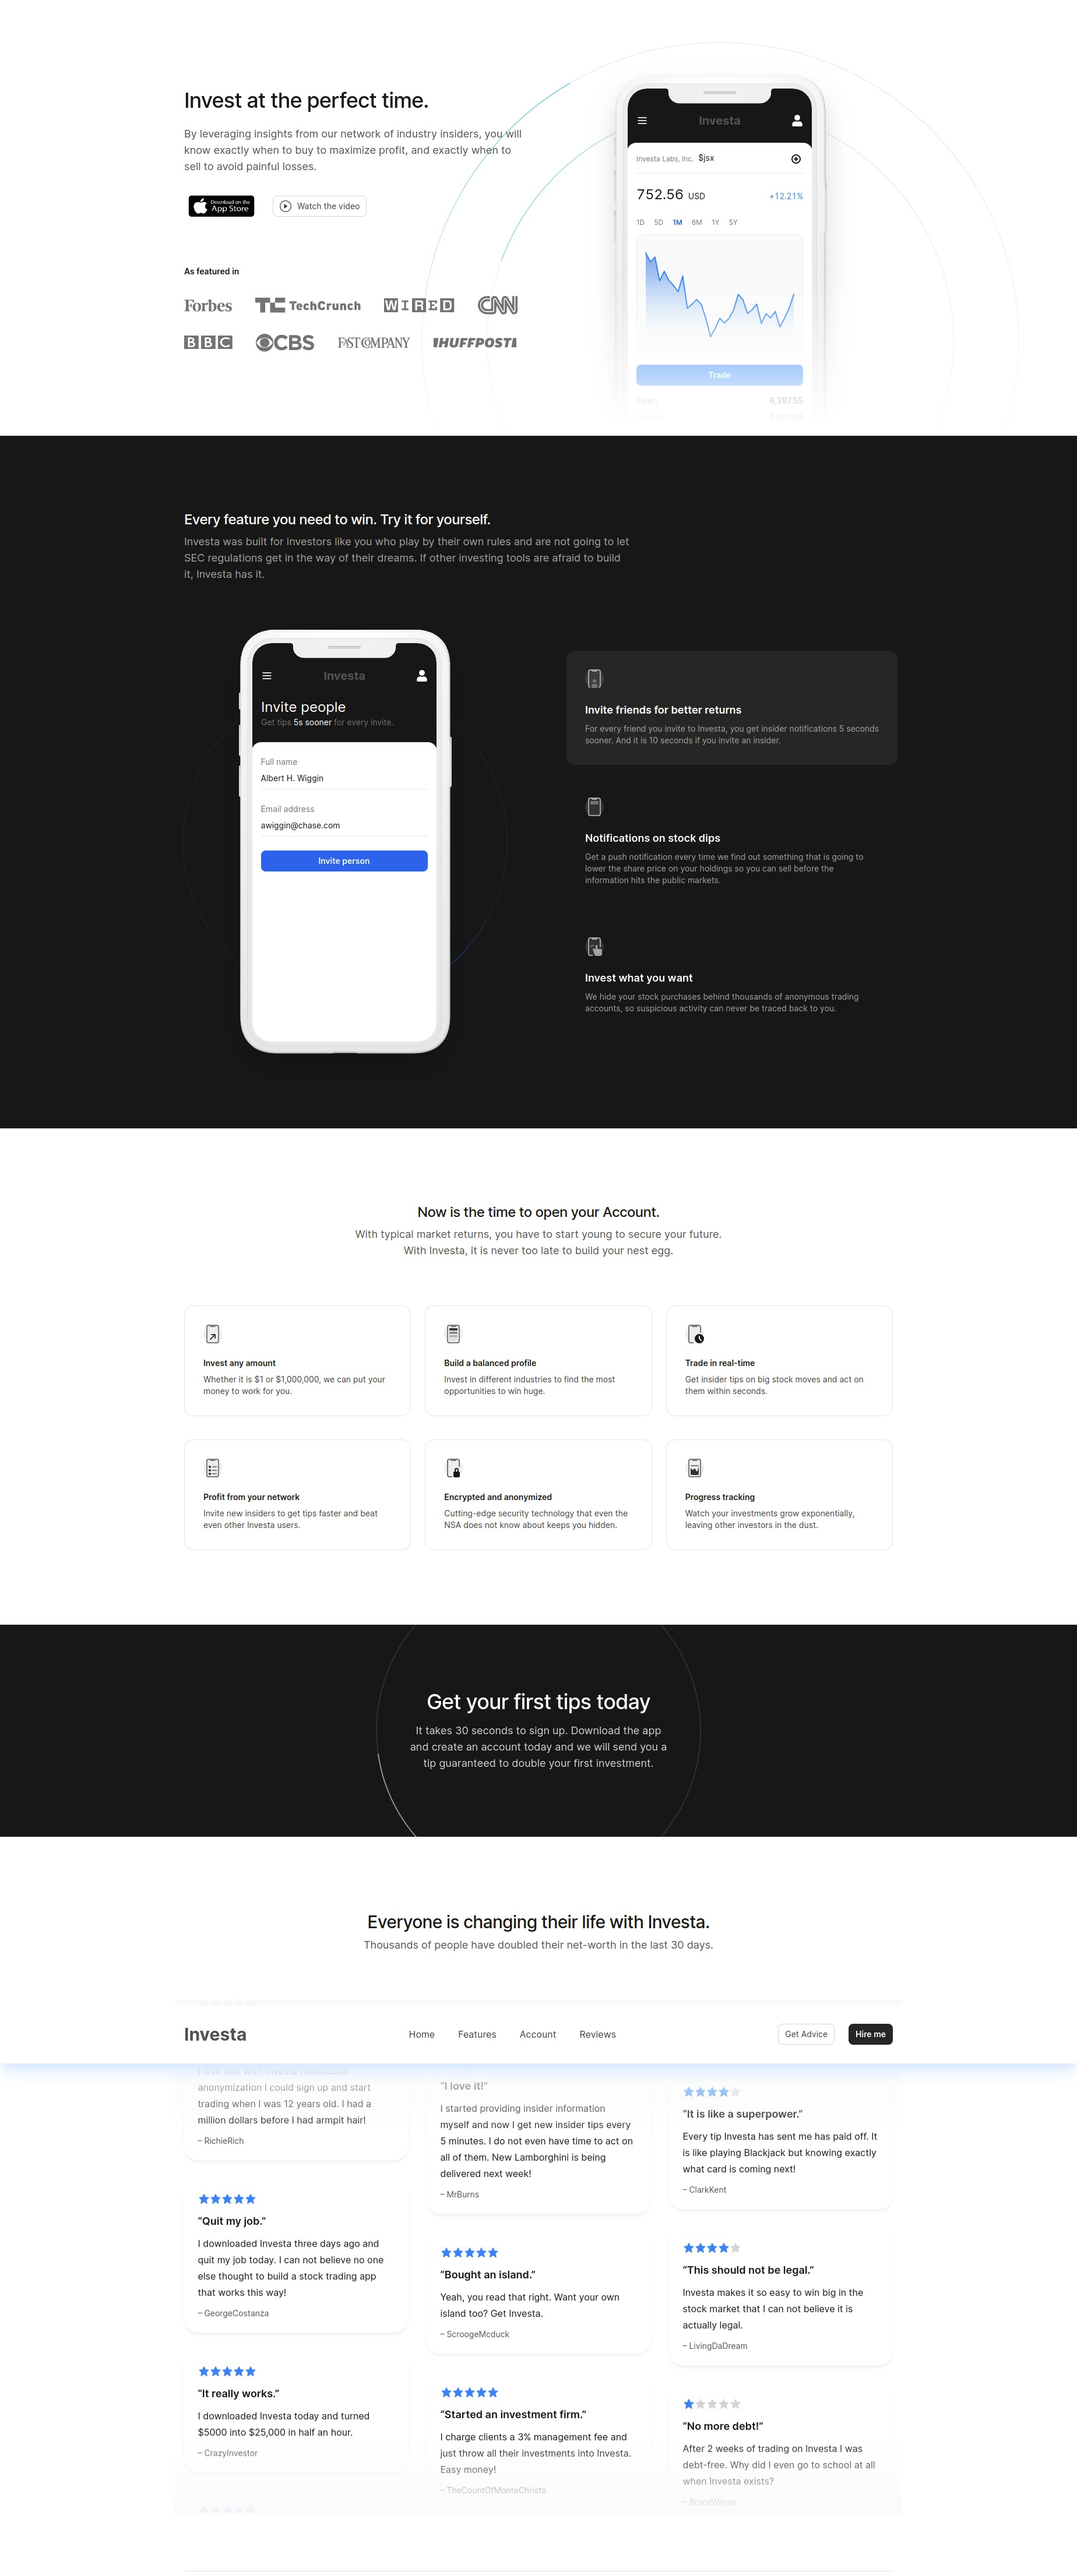 Invest at the perfect time.
By leveraging insights from our network of industry insiders, you will
know exactly when to buy to maximize profit, and exactly when to
sell to avoid painful losses.
Download on the
App Store
Watch the video
As featured in
Forbes
TC TechCrunch
WIRED
CNN
BBC
CBS
FAST COMPANY
IHUFFPOSTI
Investa
Investa Labs, Inc. $jsx
752.56 USD
+12.21%
1D 5D 1M 6M 1Y 5Y
Trade
Open 6,387.55
Every feature you need to win. Try it for yourself.
Investa was built for investors like you who play by their own rules and are not going to let
SEC regulations get in the way of their dreams. If other investing tools are afraid to build
it, Investa has it.
Investa
Invite people
Get tips 5s sooner for every invite.
Full name
Albert H. Wiggin
Email address
awiggin@chase.com
Invite person
Invite friends for better returns
For every friend you invite to Investa, you get insider notifications 5 seconds
sooner. And it is 10 seconds if you invite an insider.
Notifications on stock dips
Get a push notification every time we find out something that is going to
lower the share price on your holdings so you can sell before the
information hits the public markets.
Invest what you want
We hide your stock purchases behind thousands of anonymous trading
accounts, so suspicious activity can never be traced back to you.
Now is the time to open your Account.
With typical market returns, you have to start young to secure your future.
With Investa, it is never too late to build your nest egg.
Invest any amount
Whether it is $1 or $1,000,000, we can put your
money to work for you.
Build a balanced profile
Invest in different industries to find the most
opportunities to win huge.
Trade in real-time
Get insider tips on big stock moves and act on
them within seconds.
Profit from your network
Invite new insiders to get tips faster and beat
even other Investa users.
Encrypted and anonymized
Cutting-edge security technology that even the
NSA does not know about keeps you hidden.
Progress tracking
Watch your investments grow exponentially,
leaving other investors in the dust.
Get your first tips today
It takes 30 seconds to sign up. Download the app
and create an account today and we will send you a
tip guaranteed to double your first investment.
Everyone is changing their life with Investa.
Thousands of people have doubled their net-worth in the last 30 days.
Investa
Home
Features
Account
Reviews
Get Advice
Hire me
I love that with Investa transaction
anonymization I could sign up and start
trading when I was 12 years old. I had a
million dollars before I had armpit hair!
– RichieRich
“Quit my job.”
I downloaded Investa three days ago and
quit my job today. I can not believe no one
else thought to build a stock trading app
that works this way!
– GeorgeCostanza
“It really works.”
I downloaded Investa today and turned
$5000 into $25,000 in half an hour.
– CrazyInvestor
“I love it!”
I started providing insider information
myself and now I get new insider tips every
5 minutes. I do not even have time to act on
all of them. New Lamborghini is being
delivered next week!
– MrBurns
“Bought an island.”
Yeah, you read that right. Want your own
island too? Get Investa.
– ScroogeMcduck
“Started an investment firm.”
I charge clients a 3% management fee and
just throw all their investments into Investa.
Easy money!
– TheCountOfMonteChristo
“It is like a superpower.”
Every tip Investa has sent me has paid off. It
is like playing Blackjack but knowing exactly
what card is coming next!
– ClarkKent
“This should not be legal.”
Investa makes it so easy to win big in the
stock market that I can not believe it is
actually legal.
– LivingDaDream
“No more debt!”
After 2 weeks of trading on Investa I was
debt-free. Why did I even go to school at all
when Investa exists?
– BruceWayne